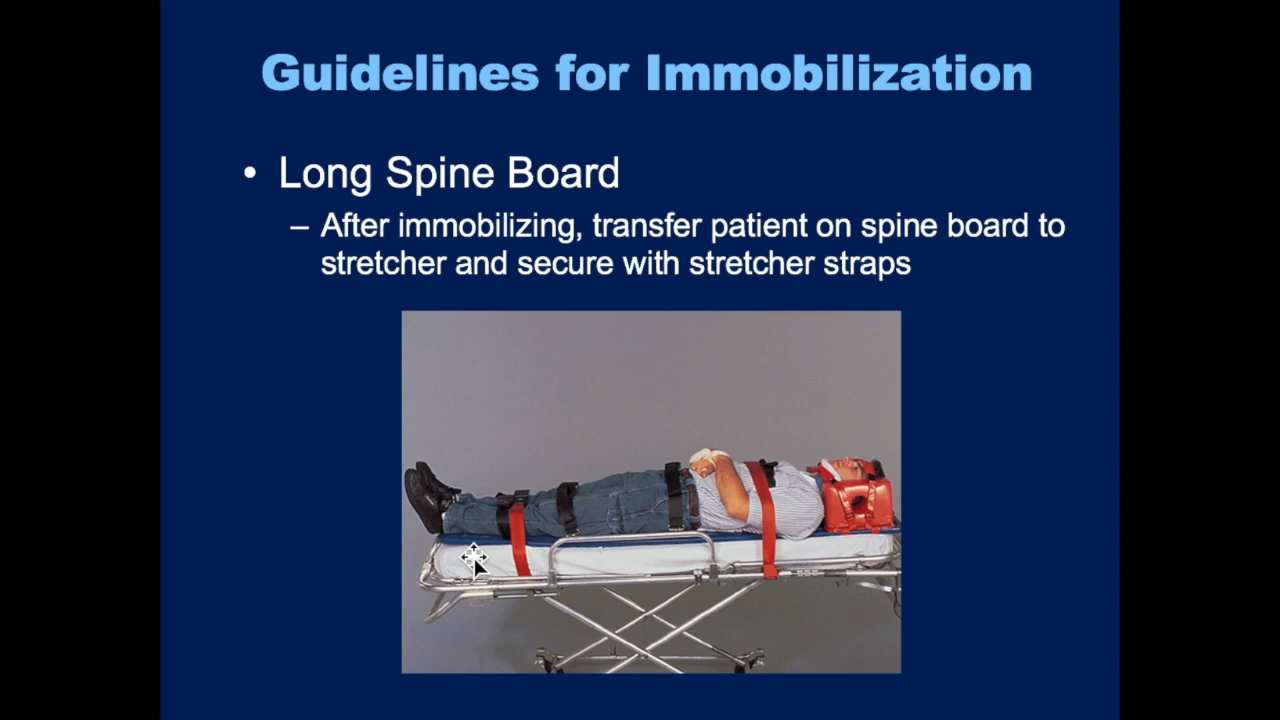 Guidelines for Immobilization
• Long Spine Board
– After immobilizing, transfer patient on spine board to
stretcher and secure with stretcher straps